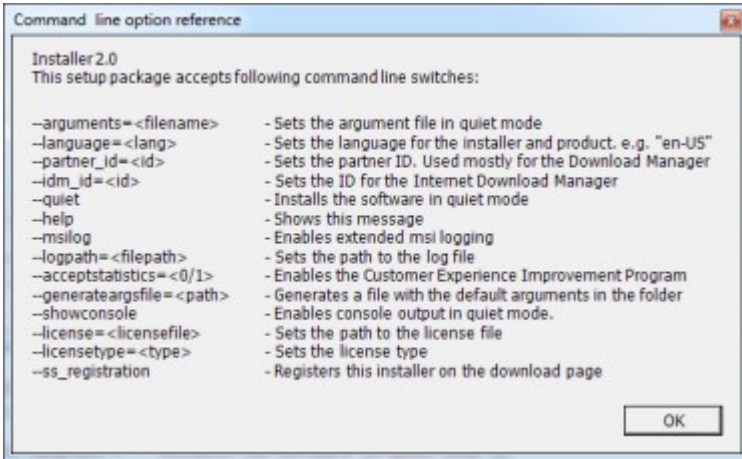 Command line option reference
Installer2.0
This setup package accepts following command line switches:
--arguments=<filename> - Sets the argument file in quiet mode
--language=<lang> - Sets the language for the installer and product. e.g. "en-US"
--partner_id=<id> - Sets the partner ID. Used mostly for the Download Manager
--idm_id=<id> - Sets the ID for the Internet Download Manager
--quiet - Installs the software in quiet mode
--help - Shows this message
--msilog - Enables extended msi logging
--logpath=<filepath> - Sets the path to the log file
--acceptstatistics=<0/1> - Enables the Customer Experience Improvement Program
--generateargsfile=<path> - Generates a file with the default arguments in the folder
--showconsole - Enables console output in quiet mode.
--license=<licensefile> - Sets the path to the license file
--licensetype=<type> - Sets the license type
--ss_registration - Registers this installer on the download page
OK